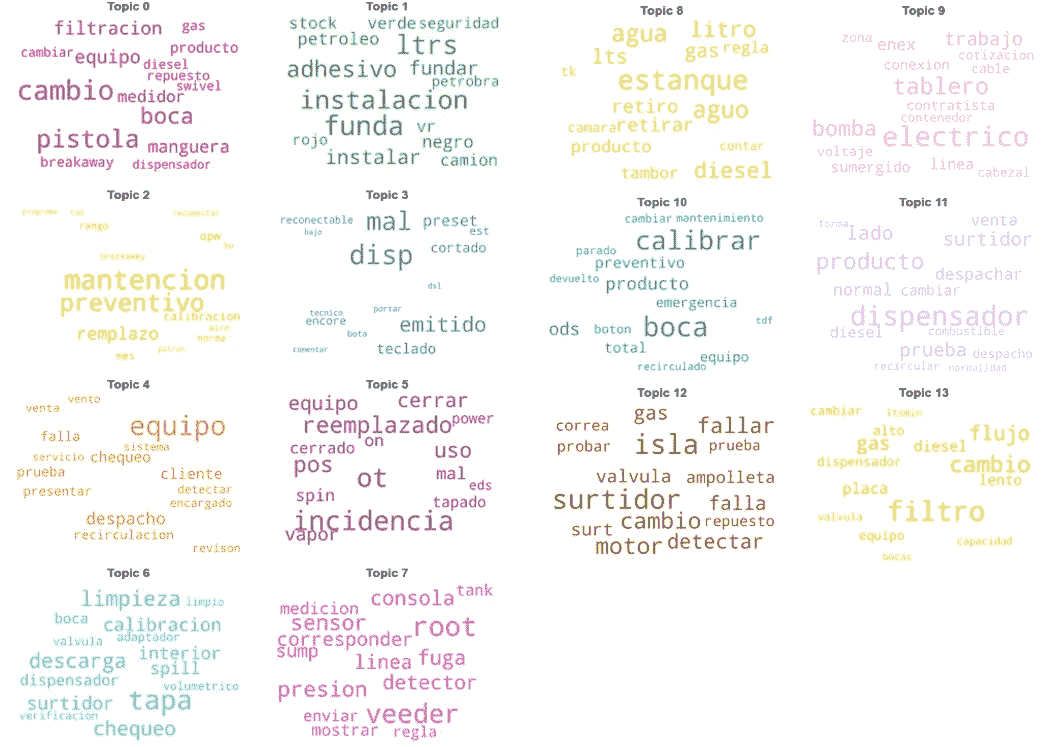 Topic 0
filtracion gas
cambiar equipo producto
diesel
repuesto
cambio medidor swivel
boca
pistola manguera
breakaway dispensador
Topic 1
stock verde seguridad
petroleo ltrs
adhesivo fundar
petrobra
instalacion
funda vr
rojo negro
instalar camion
Topic 8
agua litro
lts gas regla
tk estanque
retiro aguo
camara retirar
producto contar
tambor diesel
Topic 9
zona enex trabajo
cotizacion
conexion cable
tablero
contratista
contenedor
bomba electrico
voltaje
sumergido linea cabezal
Topic 2
programa
rango
opw
breakaway
mantencion
preventivo
calibracion
remplazo aire
norma
patron
mes
Topic 3
reconectable mal preset
bajo est
disp cortado
dsl
tecnico portar
encore emitido
bota
comentar teclado
Topic 10
cambiar mantenimiento
calibrar
parado
preventivo
devuelto producto
emergencia
ods boton boca tdf
total
equipo
recirculado
Topic 11
forma venta
lado surtidor
producto
despachar
normal cambiar
dispensador
diesel combustible
prueba despacho
recircular normalidad
Topic 4
vento
venta
equipo
falla
sistema
servicio chequeo
prueba cliente
presentar detectar
encargado
despacho
recirculacion
revison
Topic 5
equipo cerrar
reemplazado power
cerrado on uso
pos ot mal
eds
spin tapado
incidencia
vapor
Topic 12
gas
correa fallar
probar isla prueba
valvula ampolleta
surtidor falla
surt cambio repuesto
motor detectar
Topic 13
cambiar ltsmin
alto flujo
gas diesel
dispensador cambio
placa lento
valvula filtro
equipo capacidad
bocas
Topic 6
limpieza limpio
boca calibracion
valvula adaptador
descarga interior
spill
dispensador volumetrico
surtidor tapa
verificacion
chequeo
Topic 7
consola tank
medicion
sensor root
corresponder
sump linea fuga
presion detector
enviar veeder
mostrar regla